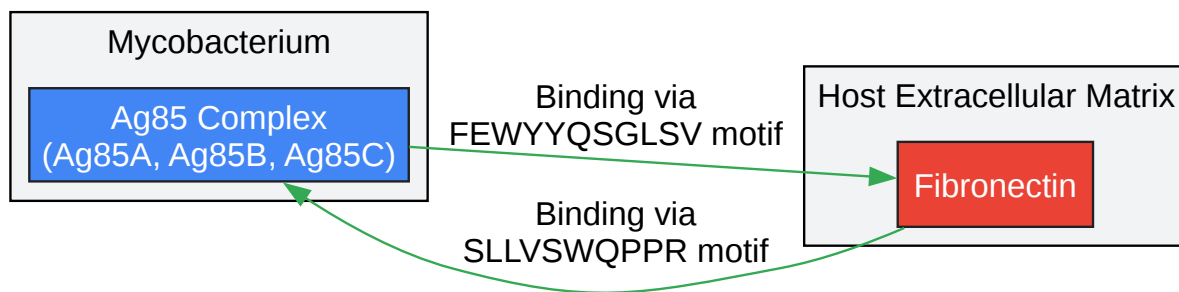 Mycobacterium
Ag85 Complex
(Ag85A, Ag85B, Ag85C)
Binding via
FEWYYQSGLSV motif
Binding via
SLLVSWQPPR motif
Host Extracellular Matrix
Fibronectin